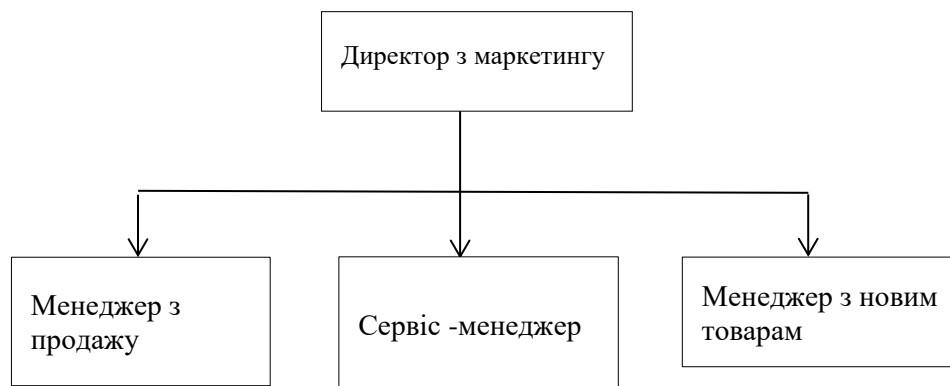 Директор з маркетингу
Менеджер з
продажу
Сервіс -менеджер
Менеджер з новим
товарам